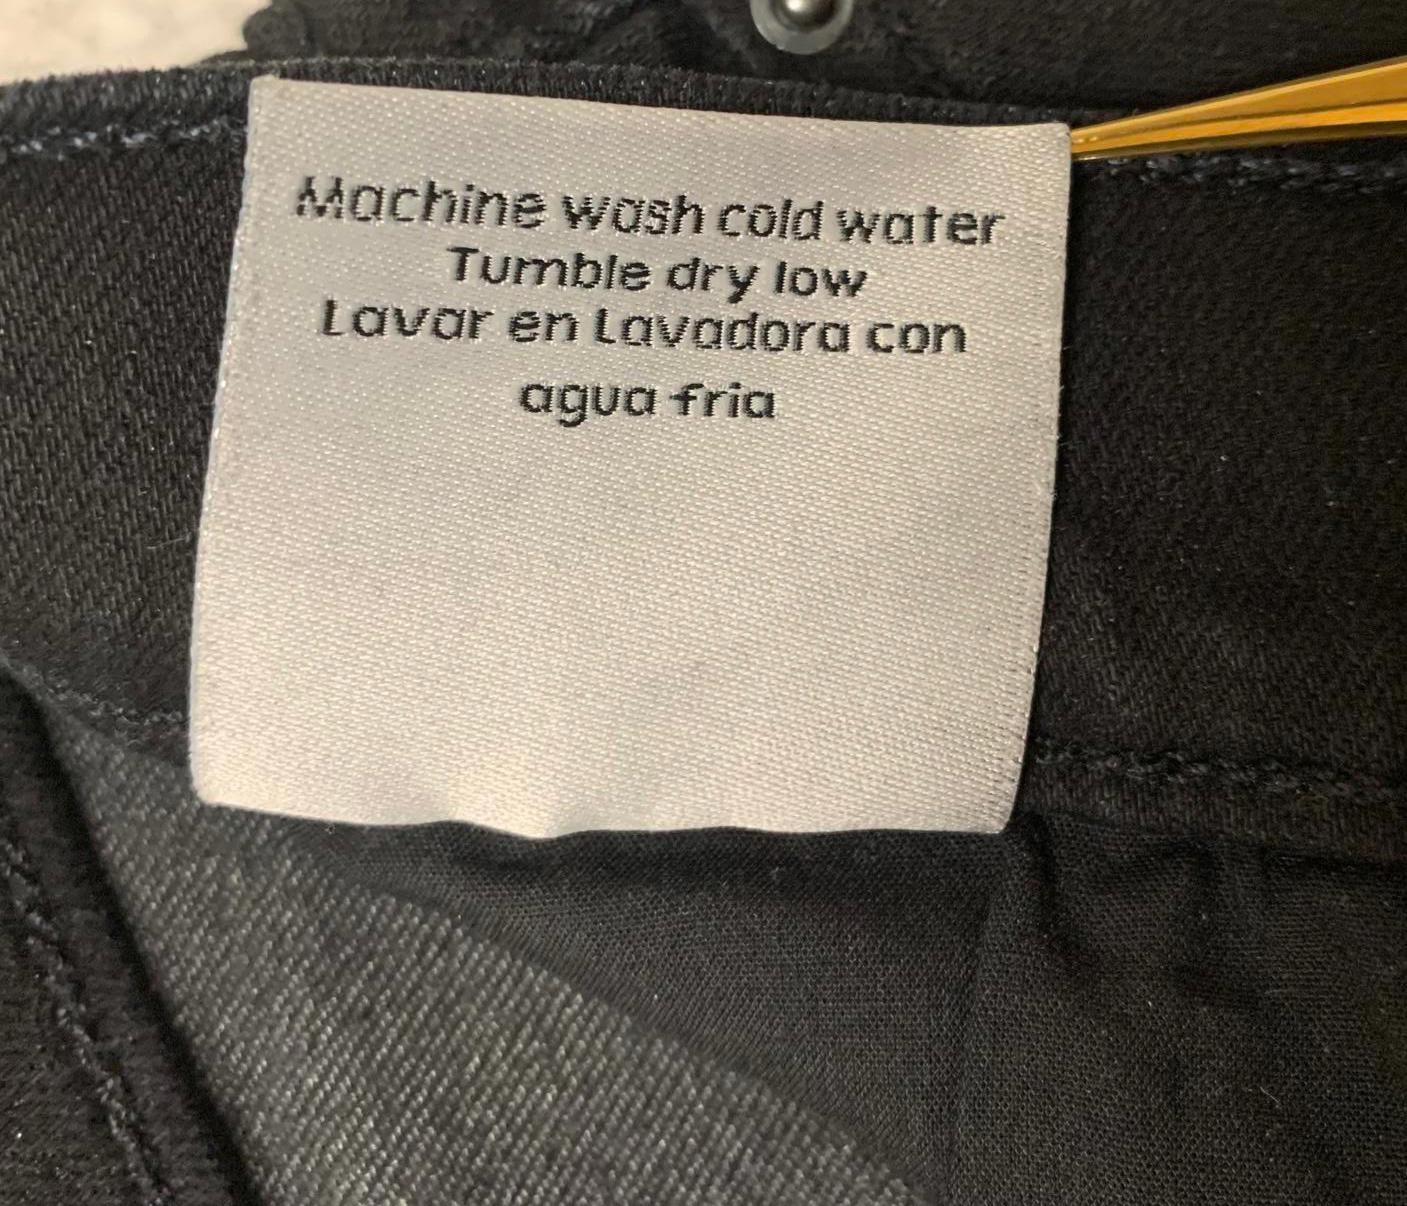 Machine wash cold water
Tumble dry low
Lavar en Lavadora con
agua fria